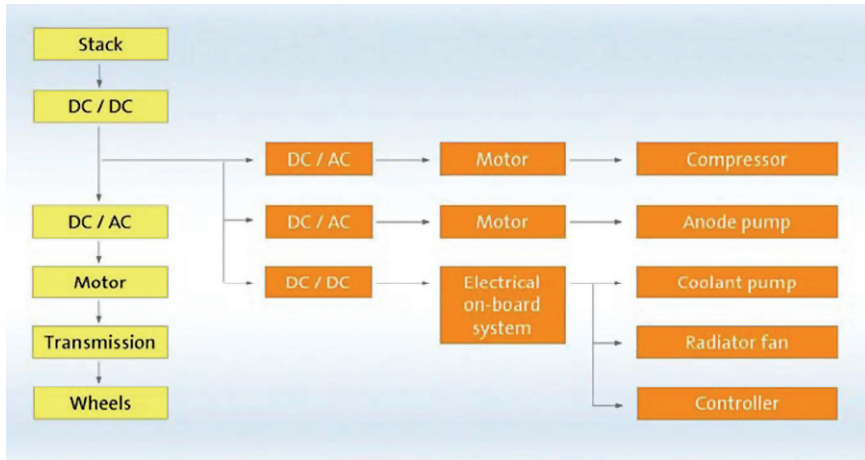 Stack
DC / DC
DC / AC
Motor
Compressor
DC / AC
DC / AC
Motor
Anode pump
Motor
DC / DC
Electrical
on-board
system
Coolant pump
Transmission
Radiator fan
Wheels
Controller